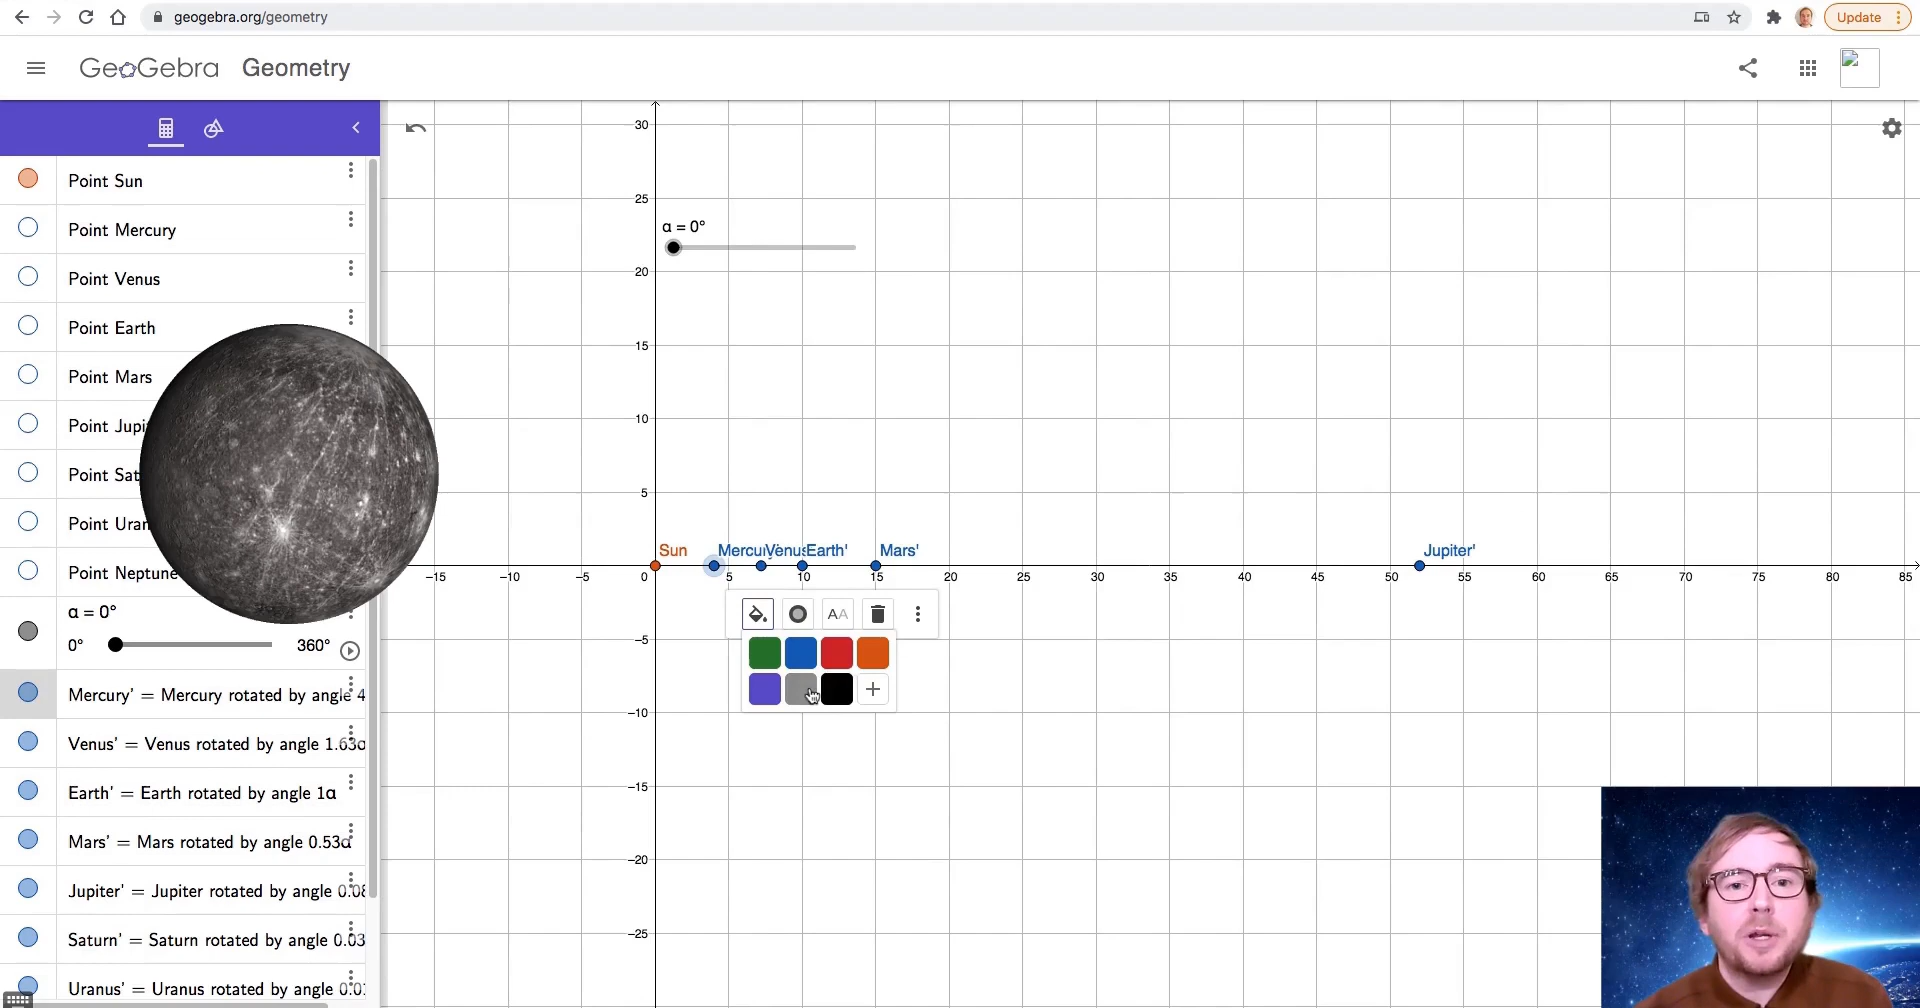 geogebra.org/geometry
Update
GeoGebra Geometry
Point Sun
Point Mercury
Point Venus
Point Earth
Point Mars
Point Jupi
Point Sat
Point Uran
Point Neptune
α = 0°
0° 360°
Mercury' = Mercury rotated by angle 4
Venus' = Venus rotated by angle 1.63α
Earth' = Earth rotated by angle 1α
Mars' = Mars rotated by angle 0.53α
Jupiter' = Jupiter rotated by angle 0.08
Saturn' = Saturn rotated by angle 0.03
Uranus' = Uranus rotated by angle 0.01
30
25
α = 0°
20
15
10
5
Sun Mercury' Venus' Earth' Mars' Jupiter'
−15 −10 −5 0 5 10 15 20 25 30 35 40 45 50 55 60 65 70 75 80 85
AA
−5
−10
−15
−20
−25